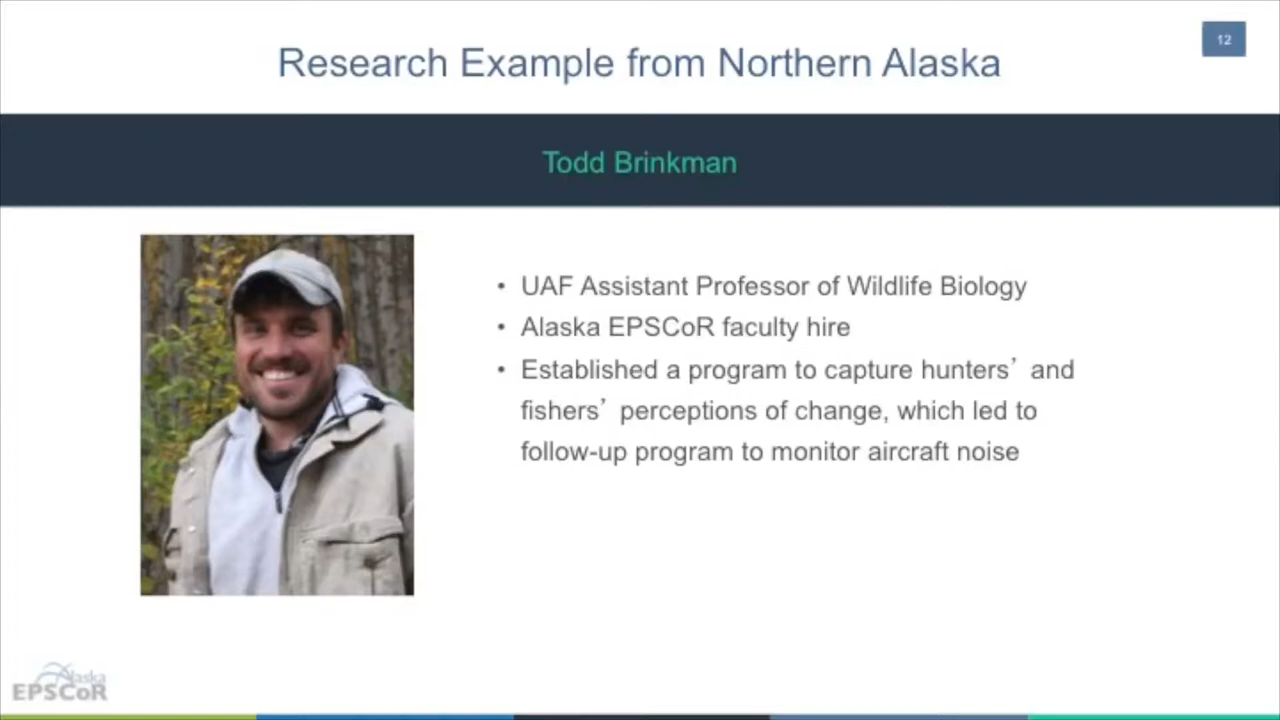 12
Research Example from Northern Alaska
Todd Brinkman
• UAF Assistant Professor of Wildlife Biology
• Alaska EPSCoR faculty hire
• Established a program to capture hunters’ and
fishers’ perceptions of change, which led to
follow-up program to monitor aircraft noise
Alaska
EPSCoR